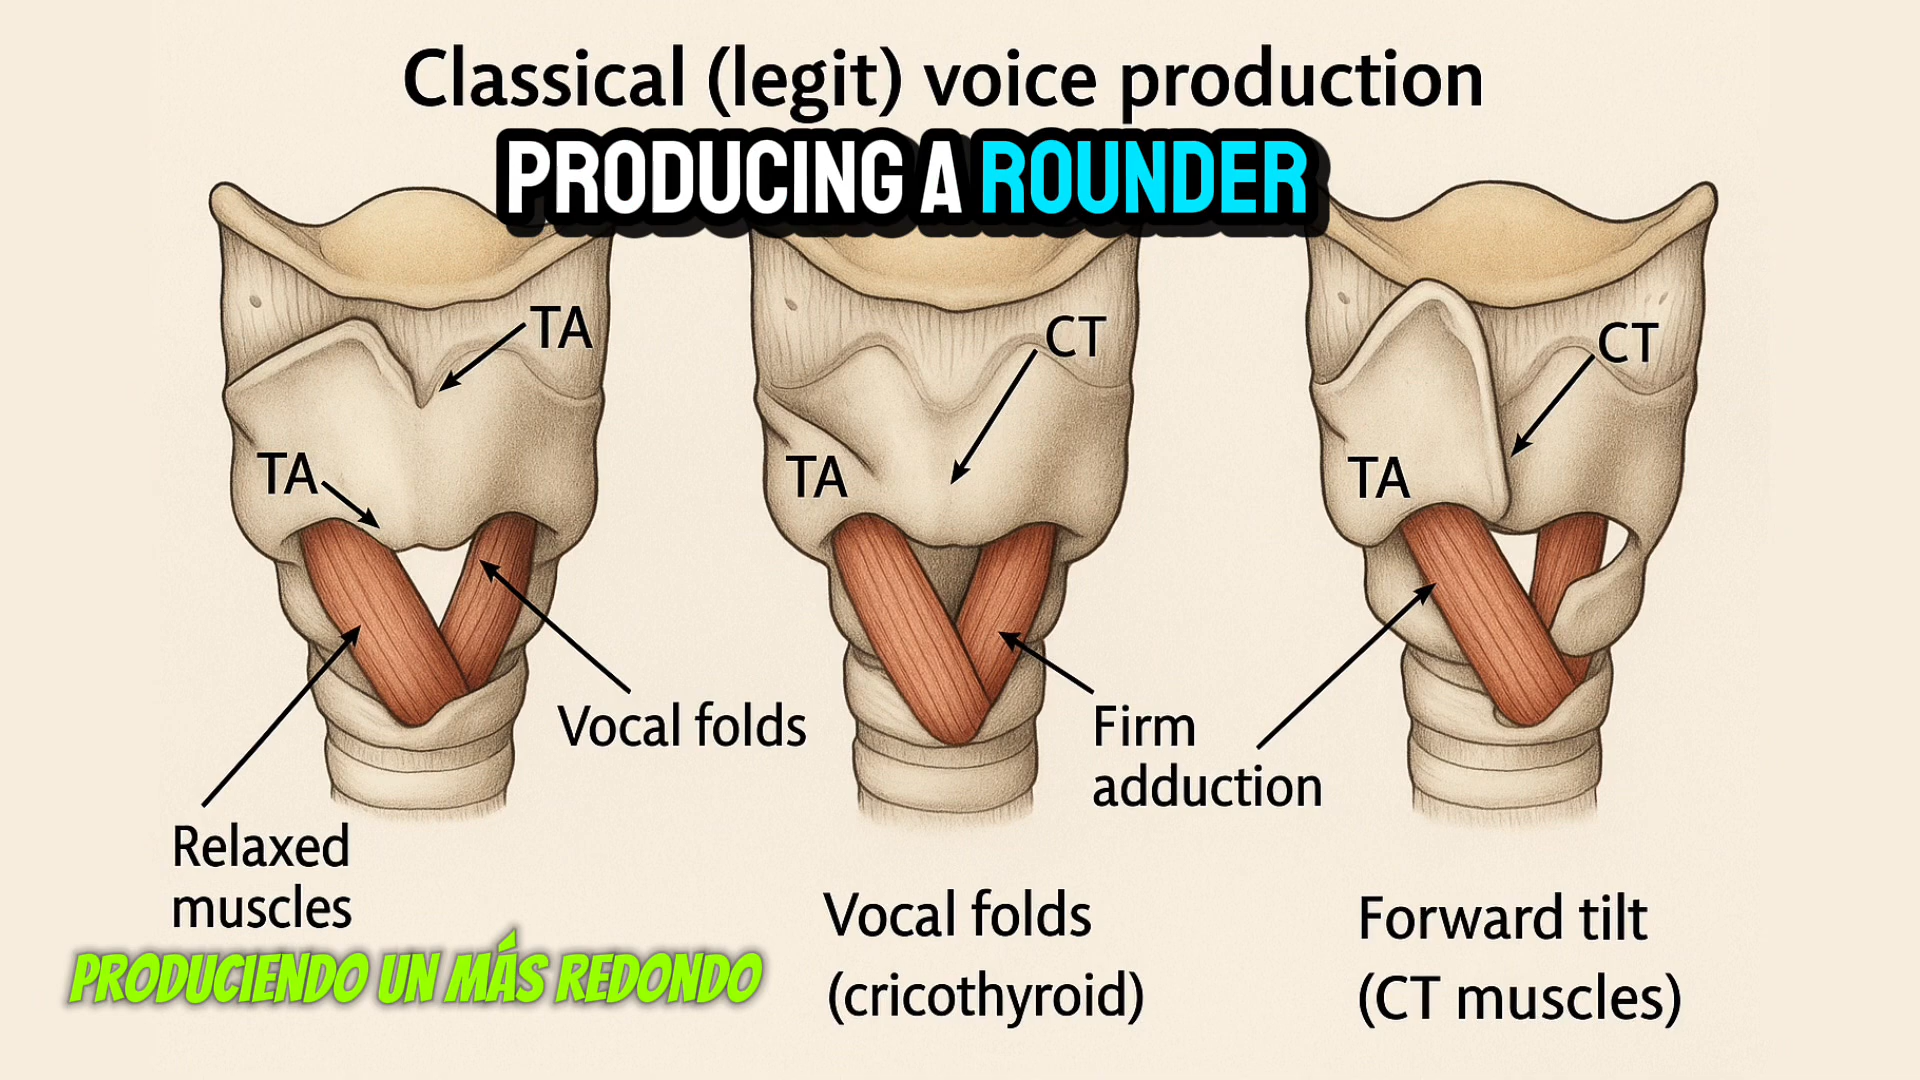 Classical (legit) voice production
PRODUCING A ROUNDER
TA
TA
Vocal folds
Relaxed
muscles
CT
TA
Firm
adduction
Vocal folds
(cricothyroid)
CT
TA
Forward tilt
(CT muscles)
PRODUCIENDO UN MÁS REDONDO